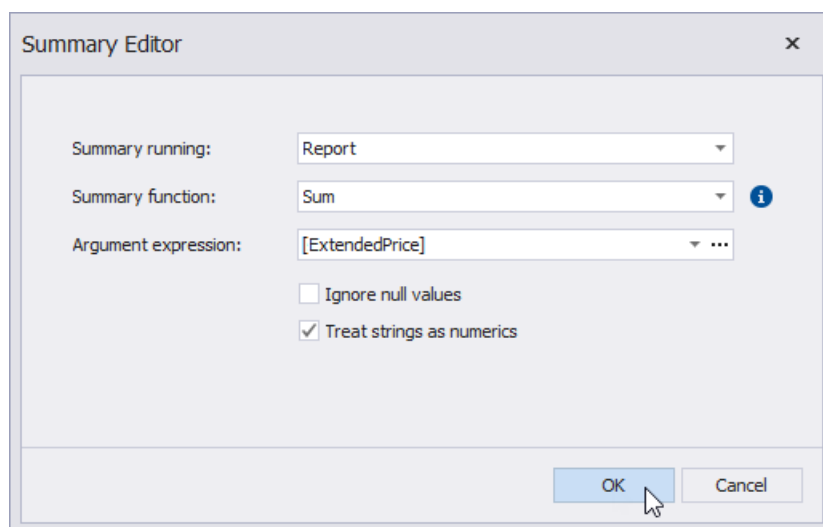 Summary Editor
Summary running: Report
Summary function: Sum
Argument expression: [ExtendedPrice]
Ignore null values
Treat strings as numerics
OK Cancel